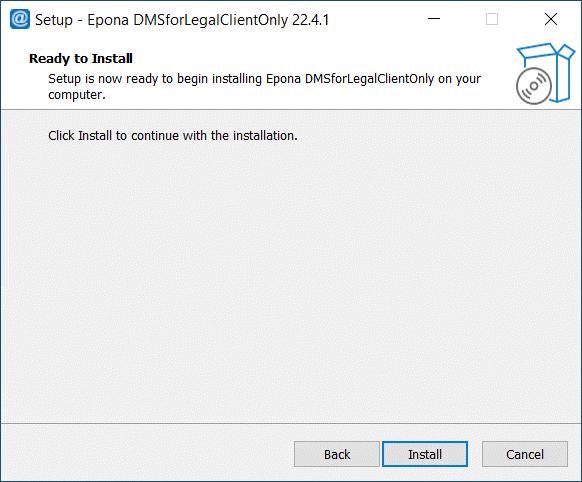 Setup - Epona DMSforLegalClientOnly 22.4.1
Ready to Install
Setup is now ready to begin installing Epona DMSforLegalClientOnly on your
computer.
Click Install to continue with the installation.
Back
Install
Cancel